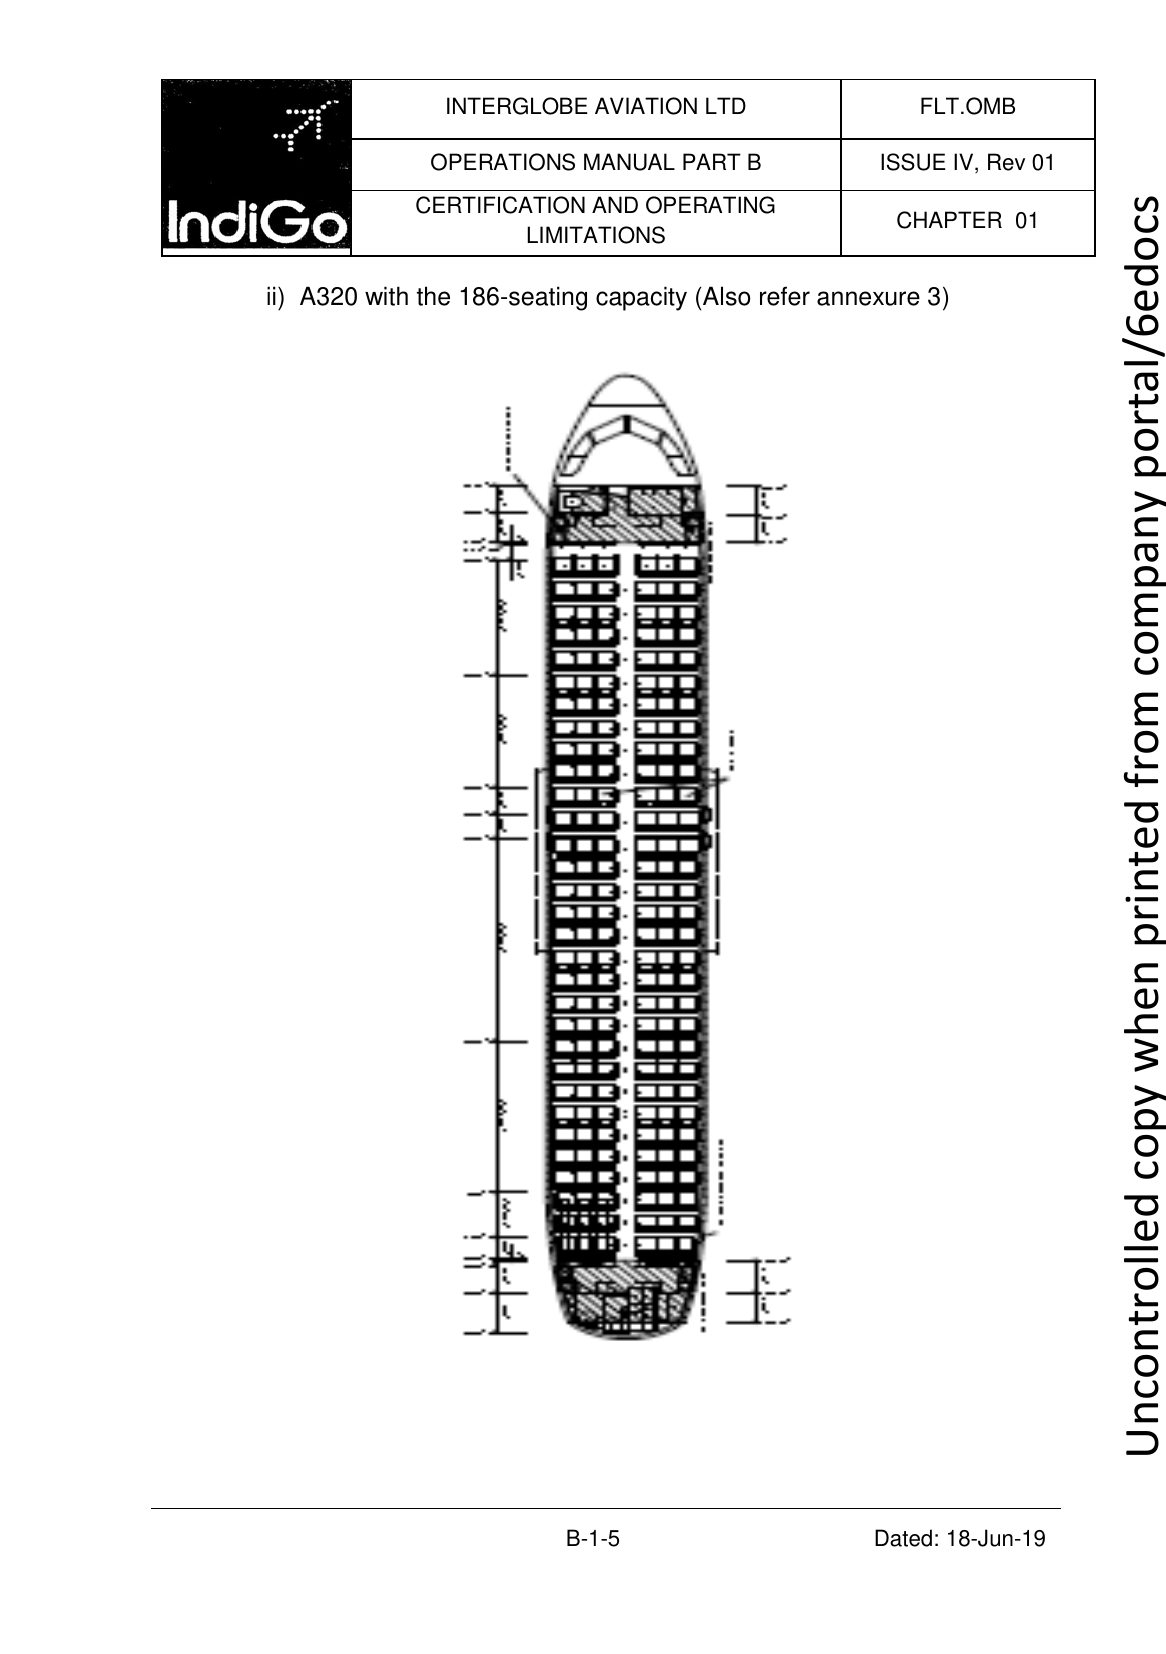 IndiGo
INTERGLOBE AVIATION LTD
FLT.OMB
OPERATIONS MANUAL PART B
ISSUE IV, Rev 01
CERTIFICATION AND OPERATING
LIMITATIONS
CHAPTER 01
ii) A320 with the 186-seating capacity (Also refer annexure 3)
Uncontrolled copy when printed from company portal/6edocs
B-1-5
Dated: 18-Jun-19